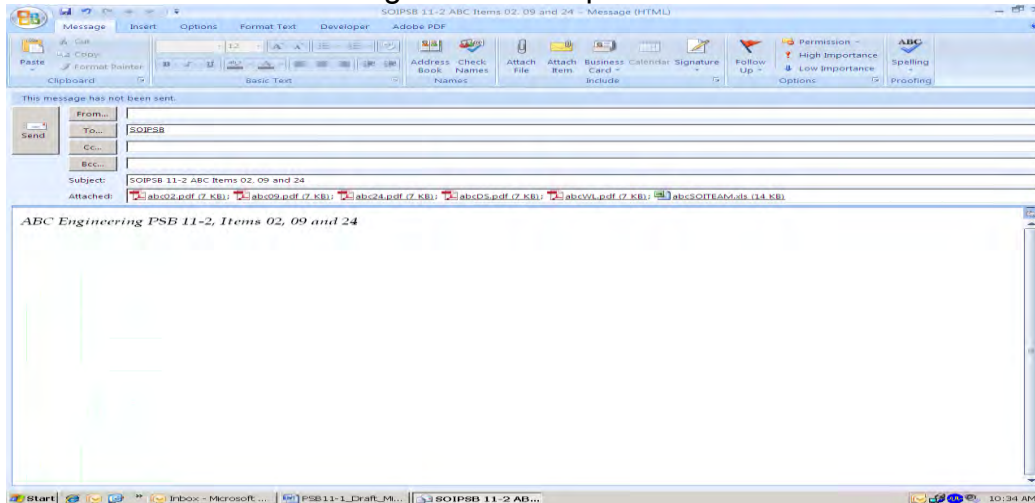 SOIPSB 11-2 ABC Items 02, 09 and 24 - Message (HTML)
Message Insert Options Format Text Developer Adobe PDF
Cut
Copy
Format Painter
Paste
12
Address Book
Check Names
Attach File
Attach Item
Business Card
Calendar
Signature
Follow Up
Permission
High Importance
Low Importance
ABC
Spelling
Clipboard Basic Text Names Include Options Proofing
This message has not been sent.
Send
From...
To... SOIPSB
Cc...
Bcc...
Subject: SOIPSB 11-2 ABC Items 02, 09 and 24
Attached: abc02.pdf (7 KB); abc09.pdf (7 KB); abc24.pdf (7 KB); abcDS.pdf (7 KB); abcWL.pdf (7 KB); abcSOITEAM.xls (14 KB)
ABC Engineering PSB 11-2, Items 02, 09 and 24
Start Inbox - Microsoft ... PSB11-1_Draft_Mi... SOIPSB 11-2 AB... 10:34 AM